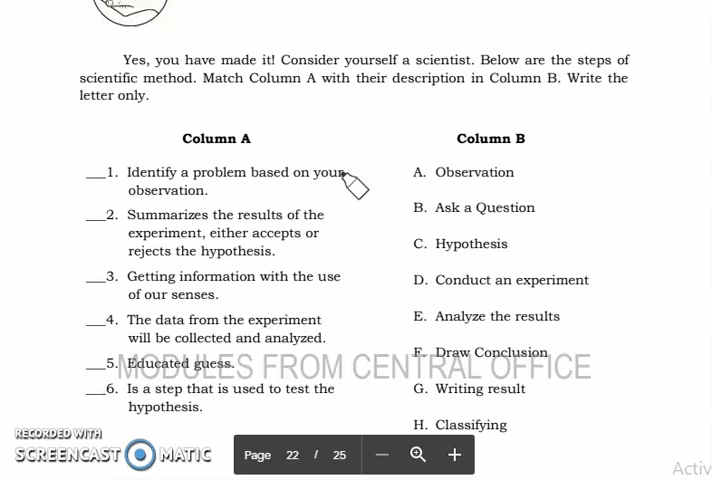 Yes, you have made it! Consider yourself a scientist. Below are the steps of
scientific method. Match Column A with their description in Column B. Write the
letter only.
Column A
___1. Identify a problem based on your
observation.
___2. Summarizes the results of the
experiment, either accepts or
rejects the hypothesis.
___3. Getting information with the use
of our senses.
___4. The data from the experiment
will be collected and analyzed.
___5. Educated guess.
___6. Is a step that is used to test the
hypothesis.
Column B
A. Observation
B. Ask a Question
C. Hypothesis
D. Conduct an experiment
E. Analyze the results
F. Draw Conclusion
G. Writing result
H. Classifying
MODULES FROM CENTRAL OFFICE
RECORDED WITH
SCREENCAST MATIC
Page 22 / 25
Activ